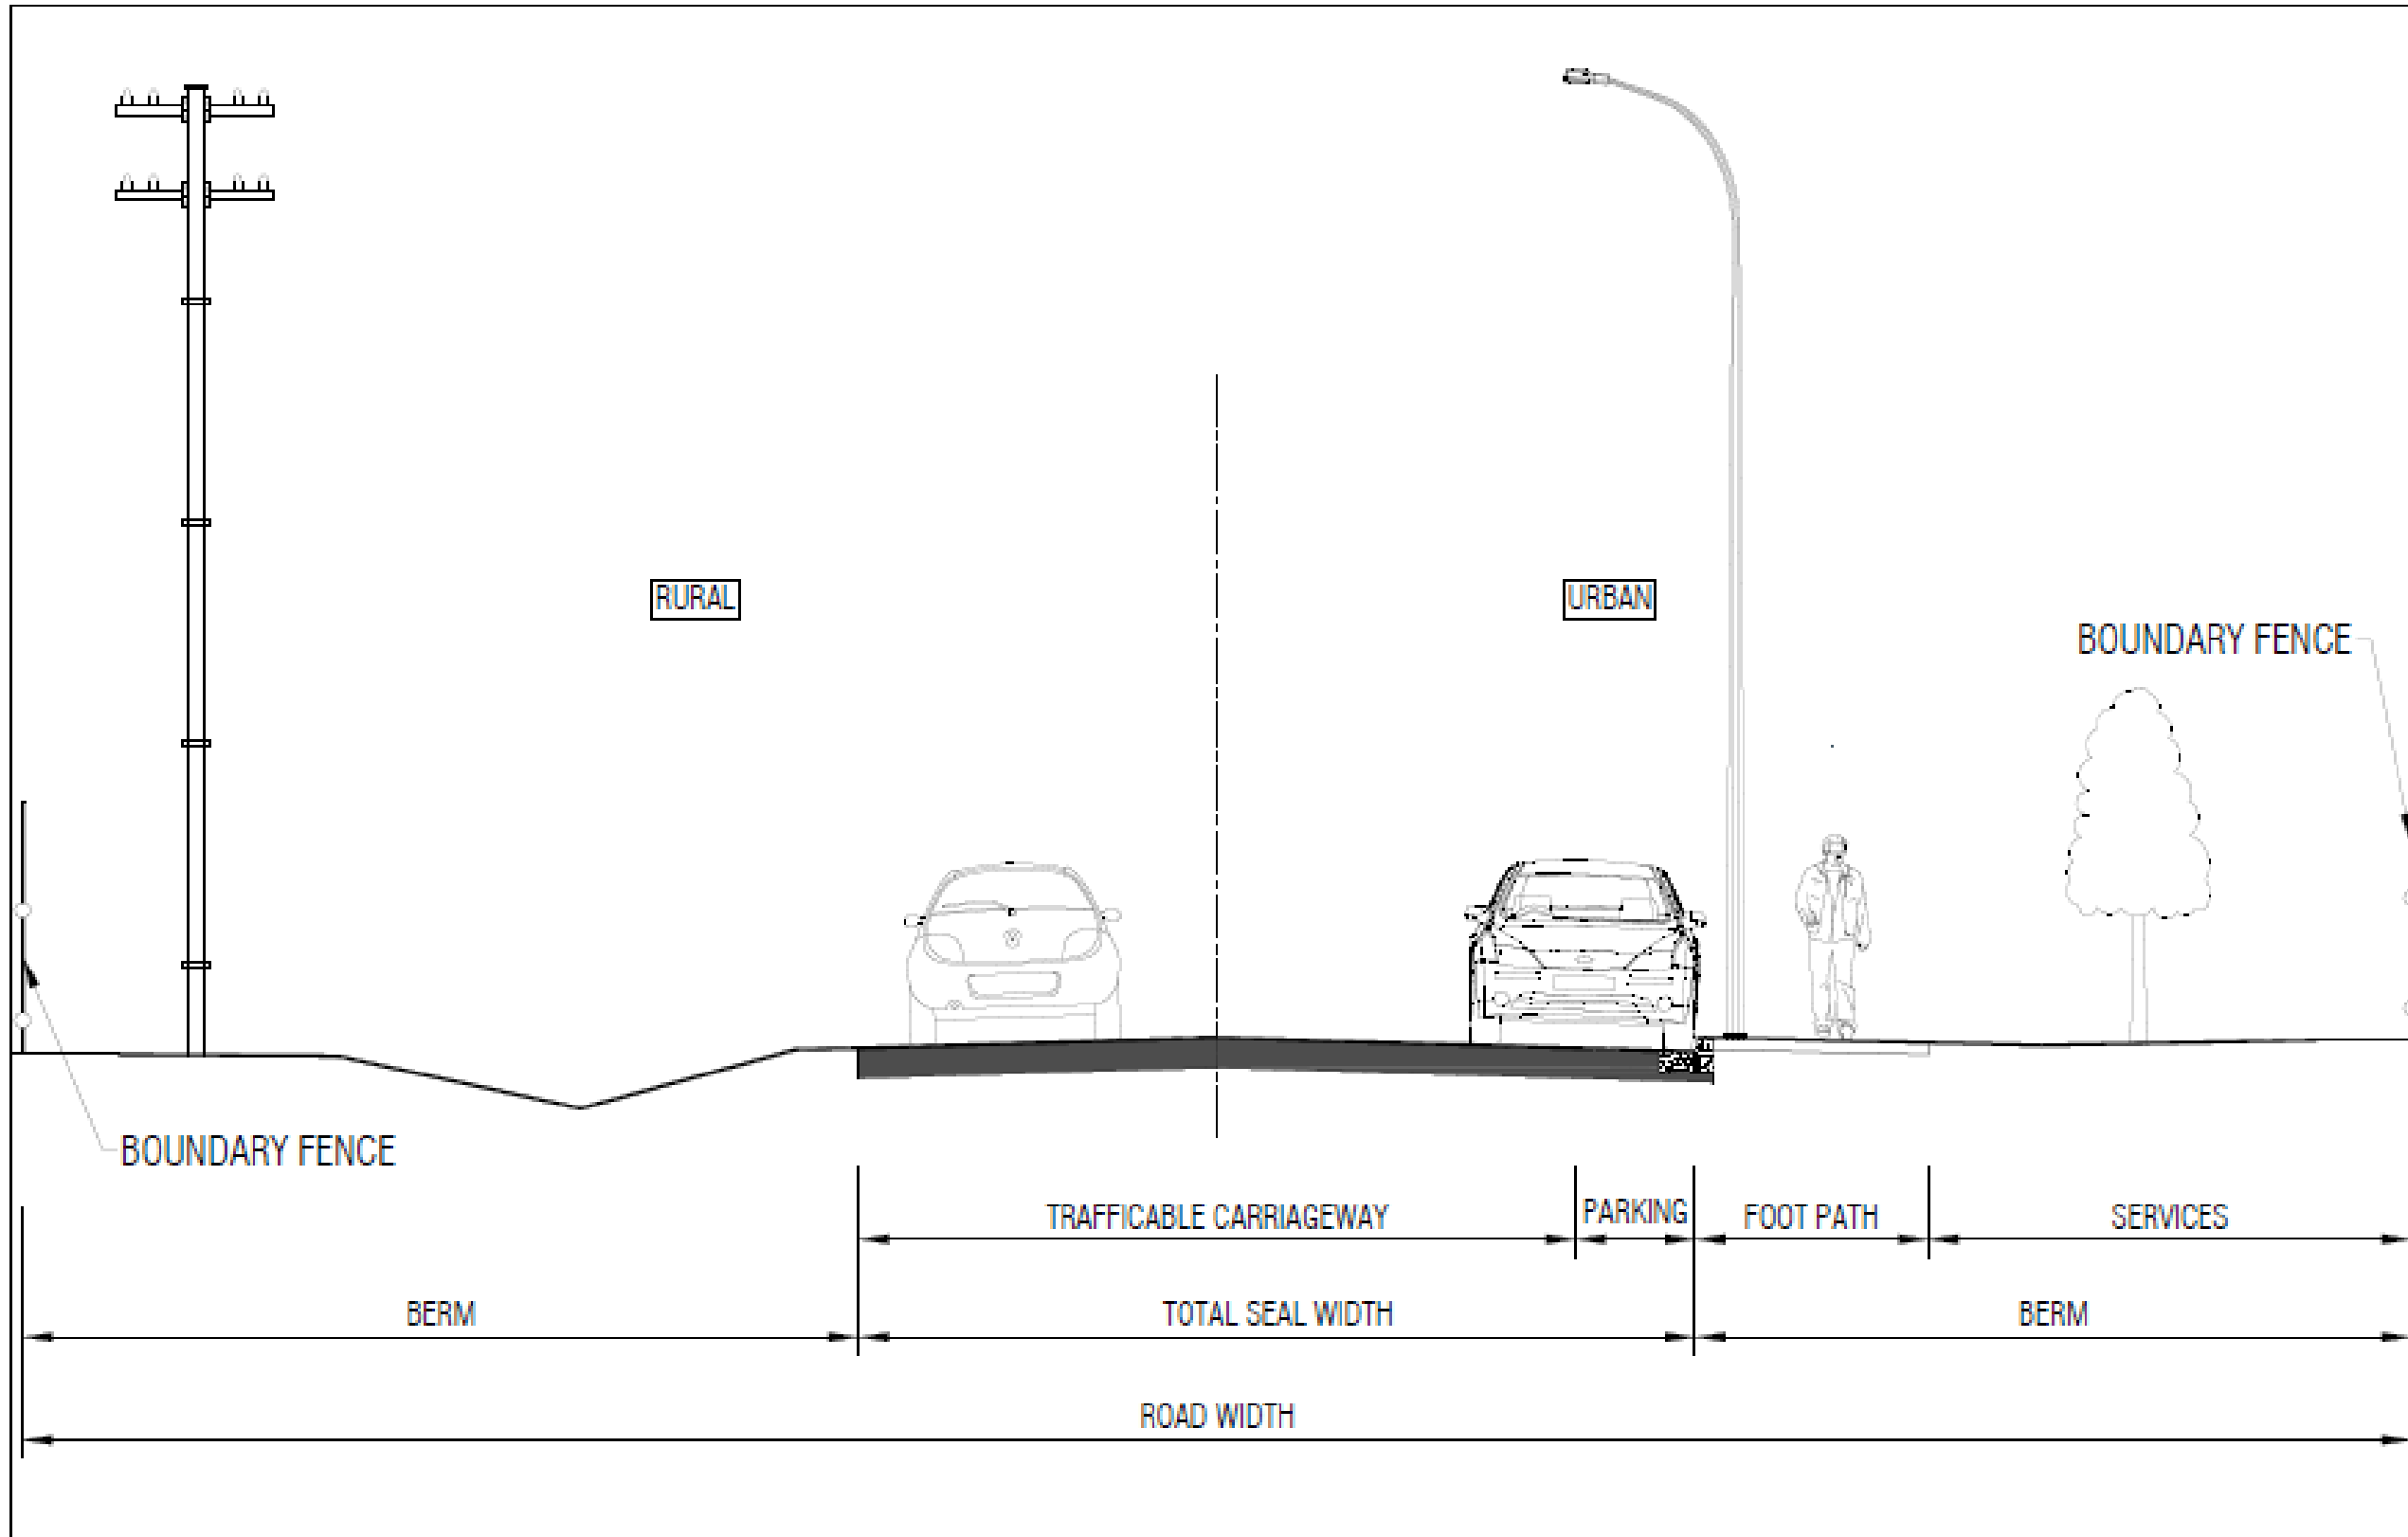 RURAL
URBAN
BOUNDARY FENCE
BOUNDARY FENCE
TRAFFICABLE CARRIAGEWAY
PARKING
FOOT PATH
SERVICES
BERM
TOTAL SEAL WIDTH
BERM
ROAD WIDTH